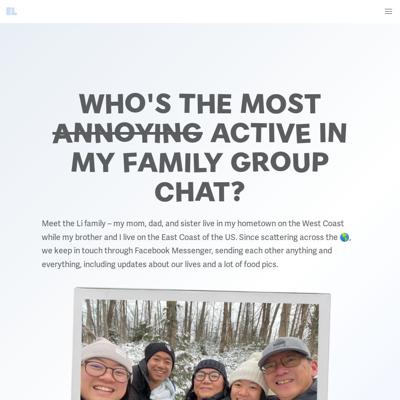 EL
WHO'S THE MOST
ANNOYING ACTIVE IN
MY FAMILY GROUP
CHAT?
Meet the Li family – my mom, dad, and sister live in my hometown on the West Coast
while my brother and I live on the East Coast of the US. Since scattering across the 🌎,
we keep in touch through Facebook Messenger, sending each other anything and
everything, including updates about our lives and a lot of food pics.